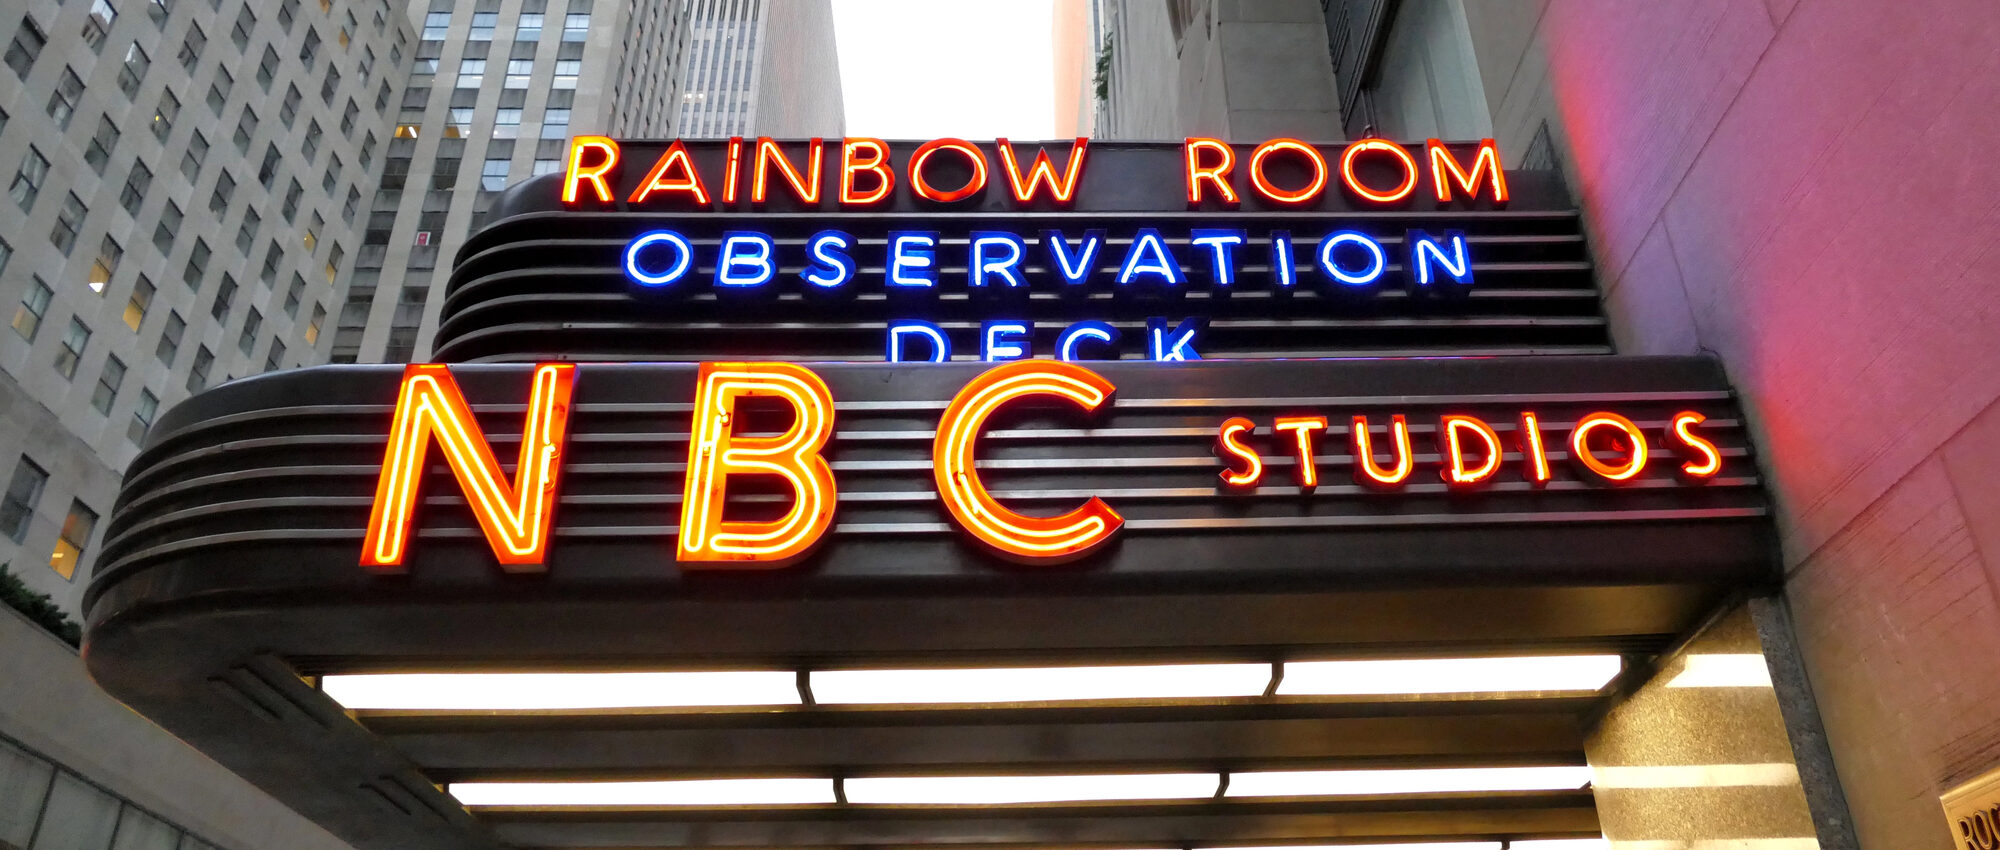 RAINBOW ROOM
OBSERVATION
DECK
NBC STUDIOS